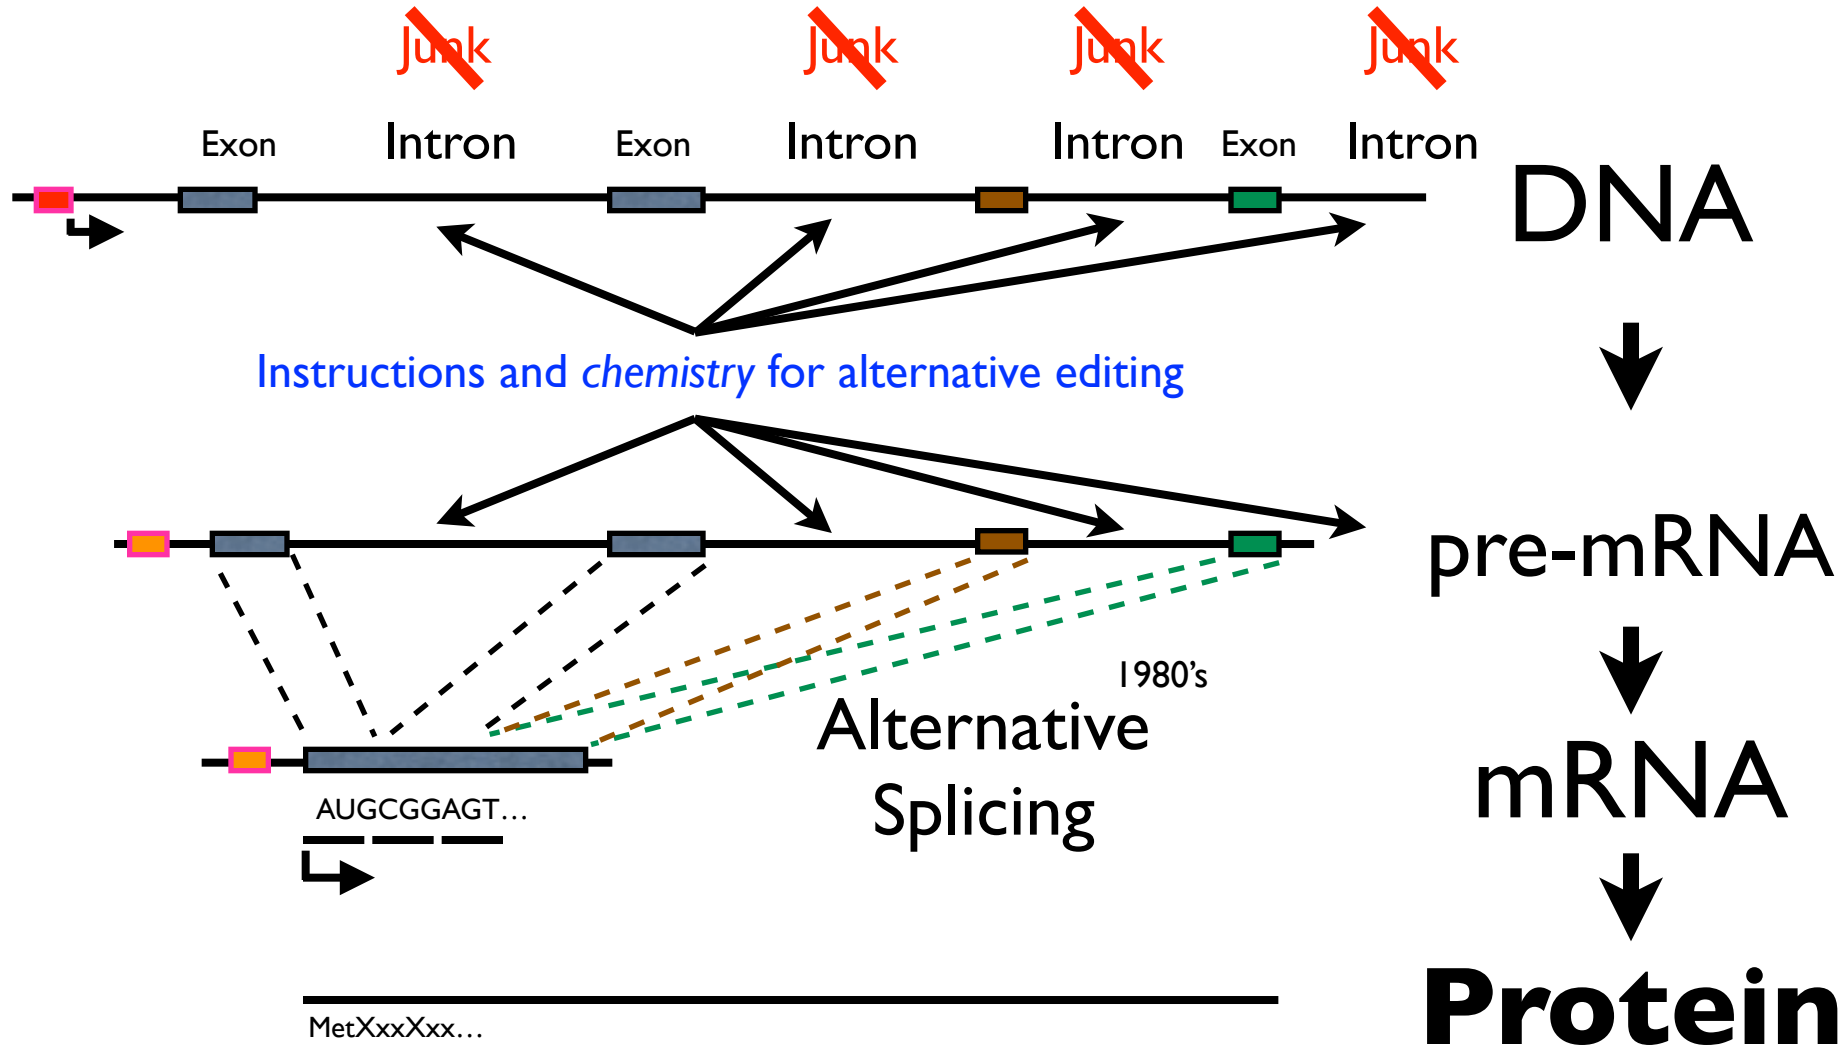 Junk Junk Junk Junk
Exon Intron Exon Intron Intron Exon Intron
DNA
Instructions and chemistry for alternative editing
pre-mRNA
1980's
Alternative
Splicing
mRNA
AUGCGGAGT...
Protein
MetXxxXxx...